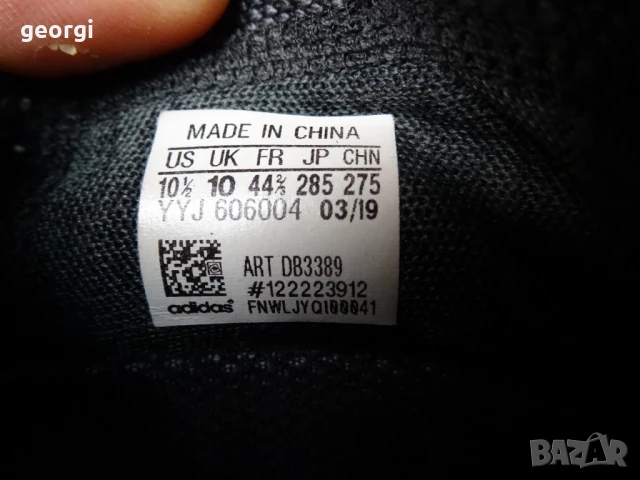 georgi
MADE IN CHINA
US UK FR JP CHN
10½ 10 44⅔ 285 275
YYJ 606004 03/19
ART DB3389
#122223912
adidas FNWLJYQ100041
BAZAR